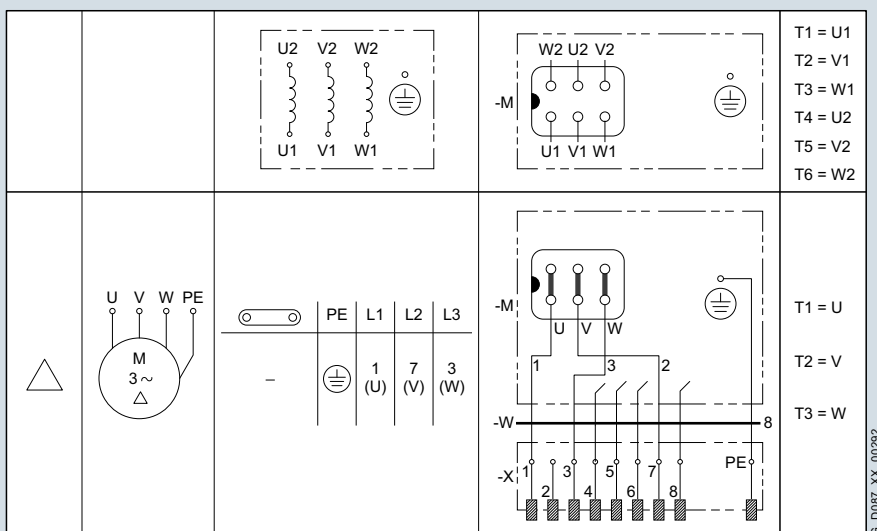 U2 V2 W2
U1 V1 W1
W2 U2 V2
-M
U1 V1 W1
T1 = U1
T2 = V1
T3 = W1
T4 = U2
T5 = V2
T6 = W2
U V W PE
M
3 ~
PE L1 L2 L3
– 1 7 3
(U) (V) (W)
-M
U V W
1 3 2
-W 8
-X 1 3 5 7 PE
2 4 6 8
T1 = U
T2 = V
T3 = W
G_D087_XX_00292